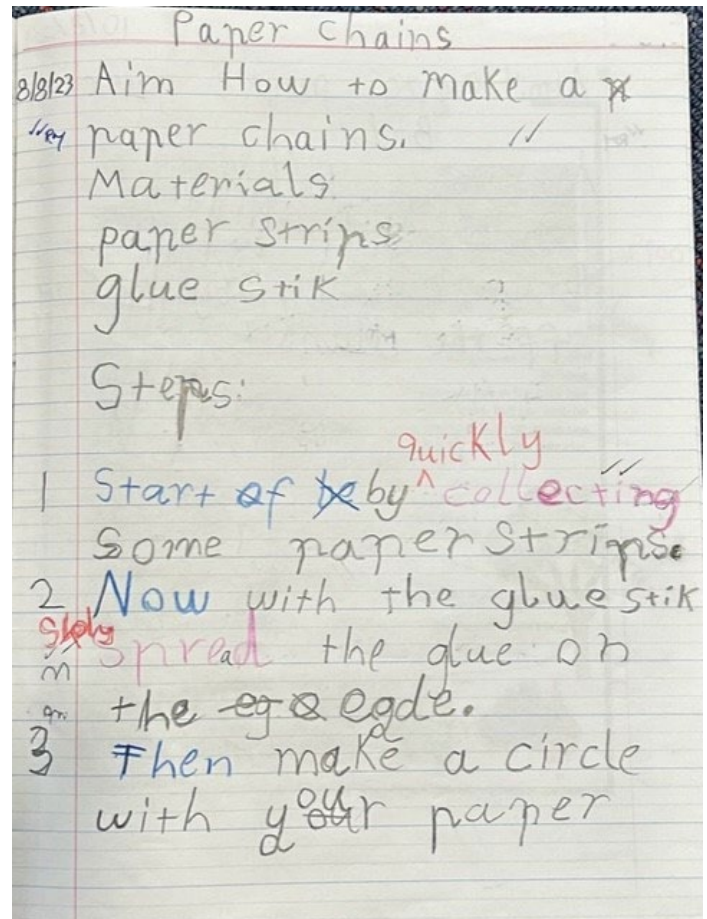 Paper chains
8/8/23 Aim How to make a
paper chains.
Materials
paper strips
glue stik
Steps:
quickly
1 Start of by ^ collecting
some paper strips.
2 Now with the glue stik
spread the glue on
the egde.
3 Then make a circle
with your paper